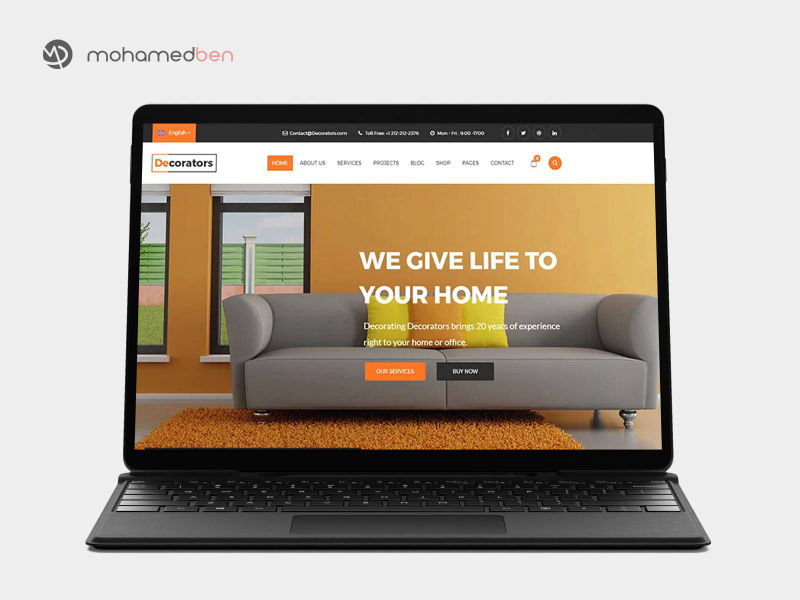 mohamedben
English
Contact@Decorators.com
Toll Free: +1 212-212-2376
Mon - Fri : 9:00 -17:00
Decorators
HOME
ABOUT US
SERVICES
PROJECTS
BLOG
SHOP
PAGES
CONTACT
WE GIVE LIFE TO
YOUR HOME
Decorating Decorators brings 20 years of experience
right to your home or office.
OUR SERVICES
BUY NOW